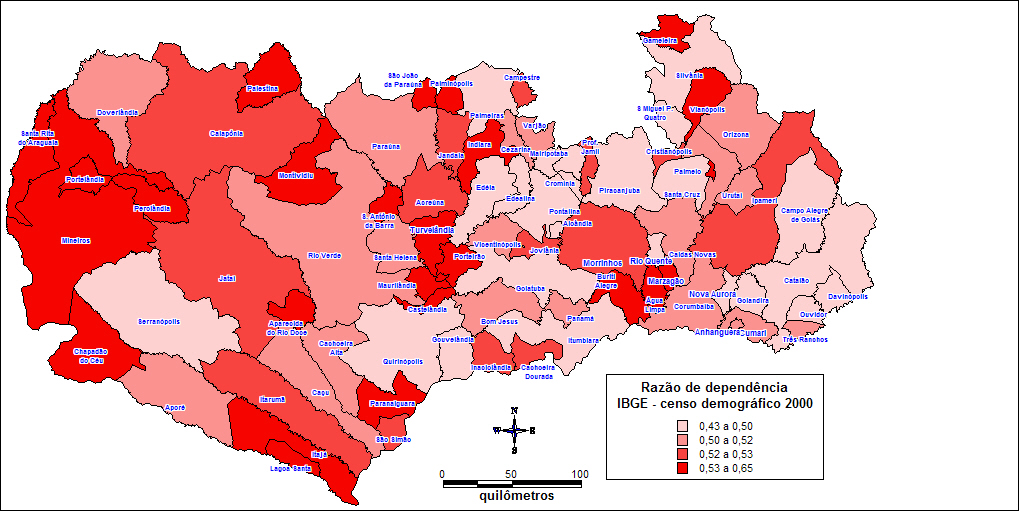 Gameleira
São João
da Paraúna
Palminópolis
Campestre
Silvânia
Palestina
Doverlândia
Vianópolis
S Miguel P.
Quatro
Palmeiras
Varjão
Santa Rita
do Araguaia
Caiapônia
Orizona
Paraúna
Indiara
Cezarina
Prof.
Jamil
Jandaia
Mairipotaba
Cristianópolis
Portelândia
Montividiu
Palmelo
Edéia
Cromínia
Piracanjuba
Santa Cruz
Urutaí
Ipameri
Acreúna
Edealina
Perolândia
Pontalina
Campo Alegre
de Goiás
S. António
da Barra
Aloândia
Turvelândia
Mineiros
Vicentinópolis
Joviânia
Rio Verde
Santa Helena
Porteirão
Morrinhos
Rio Quente
Caldas Novas
Jataí
Buriti
Alegre
Marzagão
Catalão
Maurilândia
Goiatuba
Nova Aurora
Davinópolis
Água
Limpa
Goiandira
Castelândia
Corumbaíba
Ouvidor
Serranópolis
Aparecida
do Rio Doce
Bom Jesus
Panamá
Anhanguera
Cumari
Cachoeira
Alta
Gouvelândia
Itumbiara
Três Ranchos
Chapadão
do Céu
Quirinópolis
Inaciolândia
Cachoeira
Dourada
Caçu
Itarumã
Aporé
Paranaiguara
São Simão
Itajá
Lagoa Santa
N
W E
S
0 50 100
quilômetros
Razão de dependência
IBGE - censo demográfico 2000
0,43 a 0,50
0,50 a 0,52
0,52 a 0,53
0,53 a 0,65